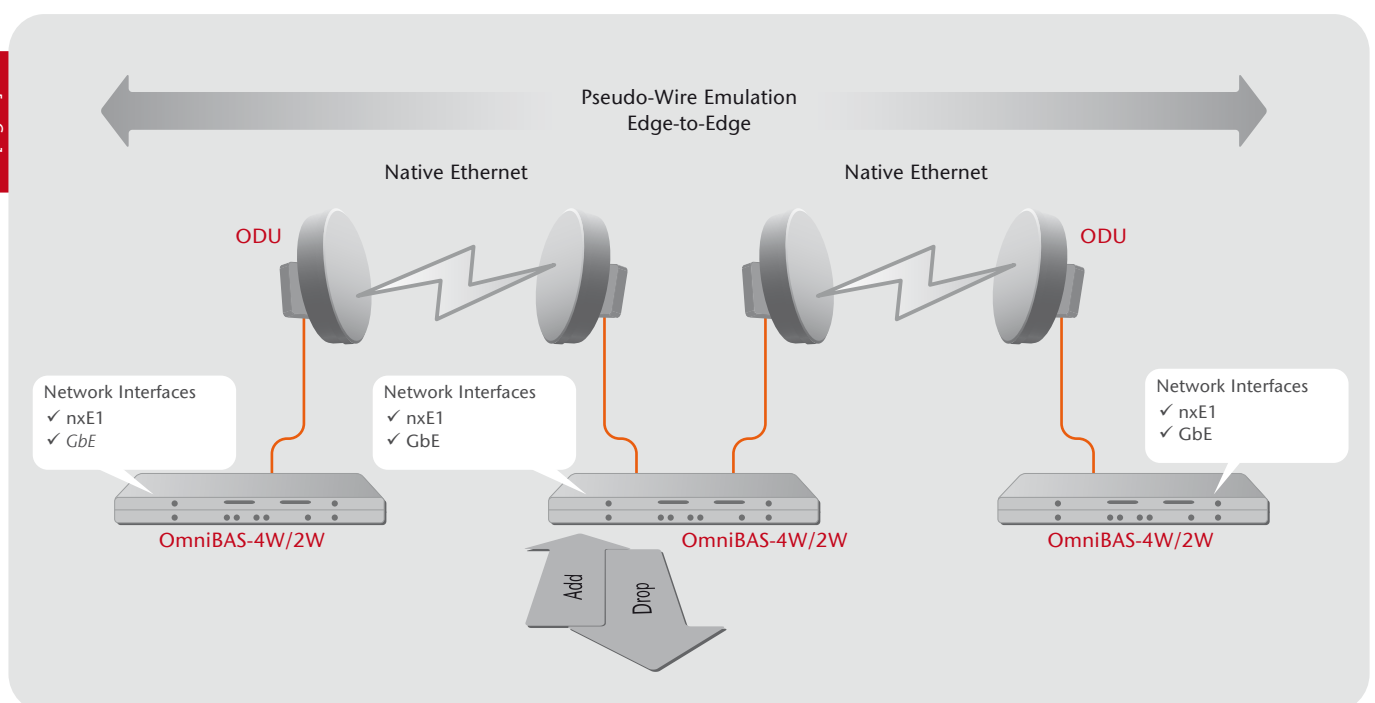 Pseudo-Wire Emulation
Edge-to-Edge
Native Ethernet
Native Ethernet
ODU
ODU
Network Interfaces
✓ nxE1
✓ GbE
Network Interfaces
✓ nxE1
✓ GbE
Network Interfaces
✓ nxE1
✓ GbE
OmniBAS-4W/2W
OmniBAS-4W/2W
OmniBAS-4W/2W
Add
Drop